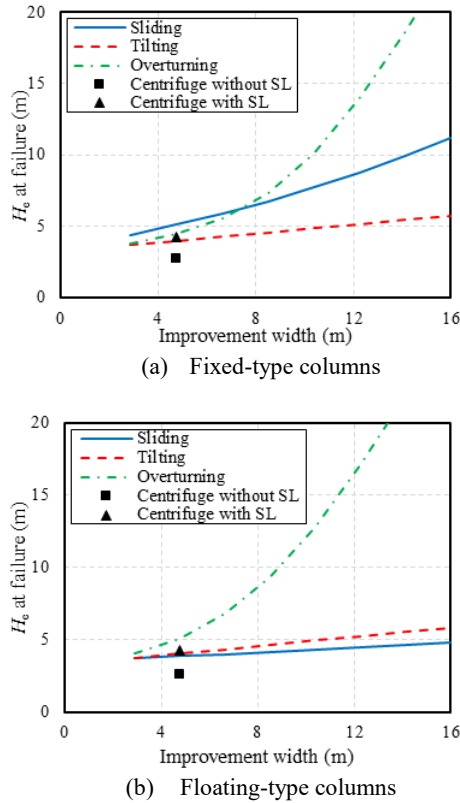 20
15
10
5
0
He at failure (m)
Sliding
Tilting
Overturning
Centrifuge without SL
Centrifuge with SL
0 4 8 12 16
Improvement width (m)
(a) Fixed-type columns
20
15
10
5
0
He at failure (m)
Sliding
Tilting
Overturning
Centrifuge without SL
Centrifuge with SL
0 4 8 12 16
Improvement width (m)
(b) Floating-type columns